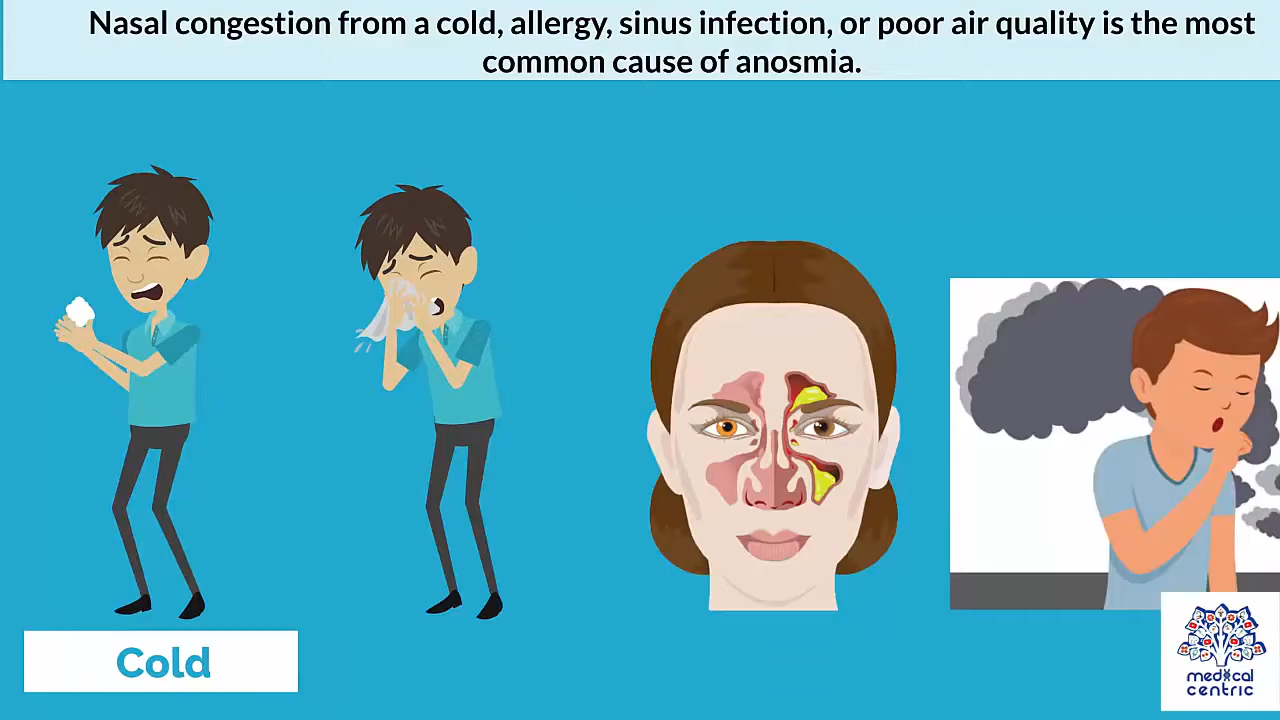 Nasal congestion from a cold, allergy, sinus infection, or poor air quality is the most
common cause of anosmia.
Cold
medical
centric